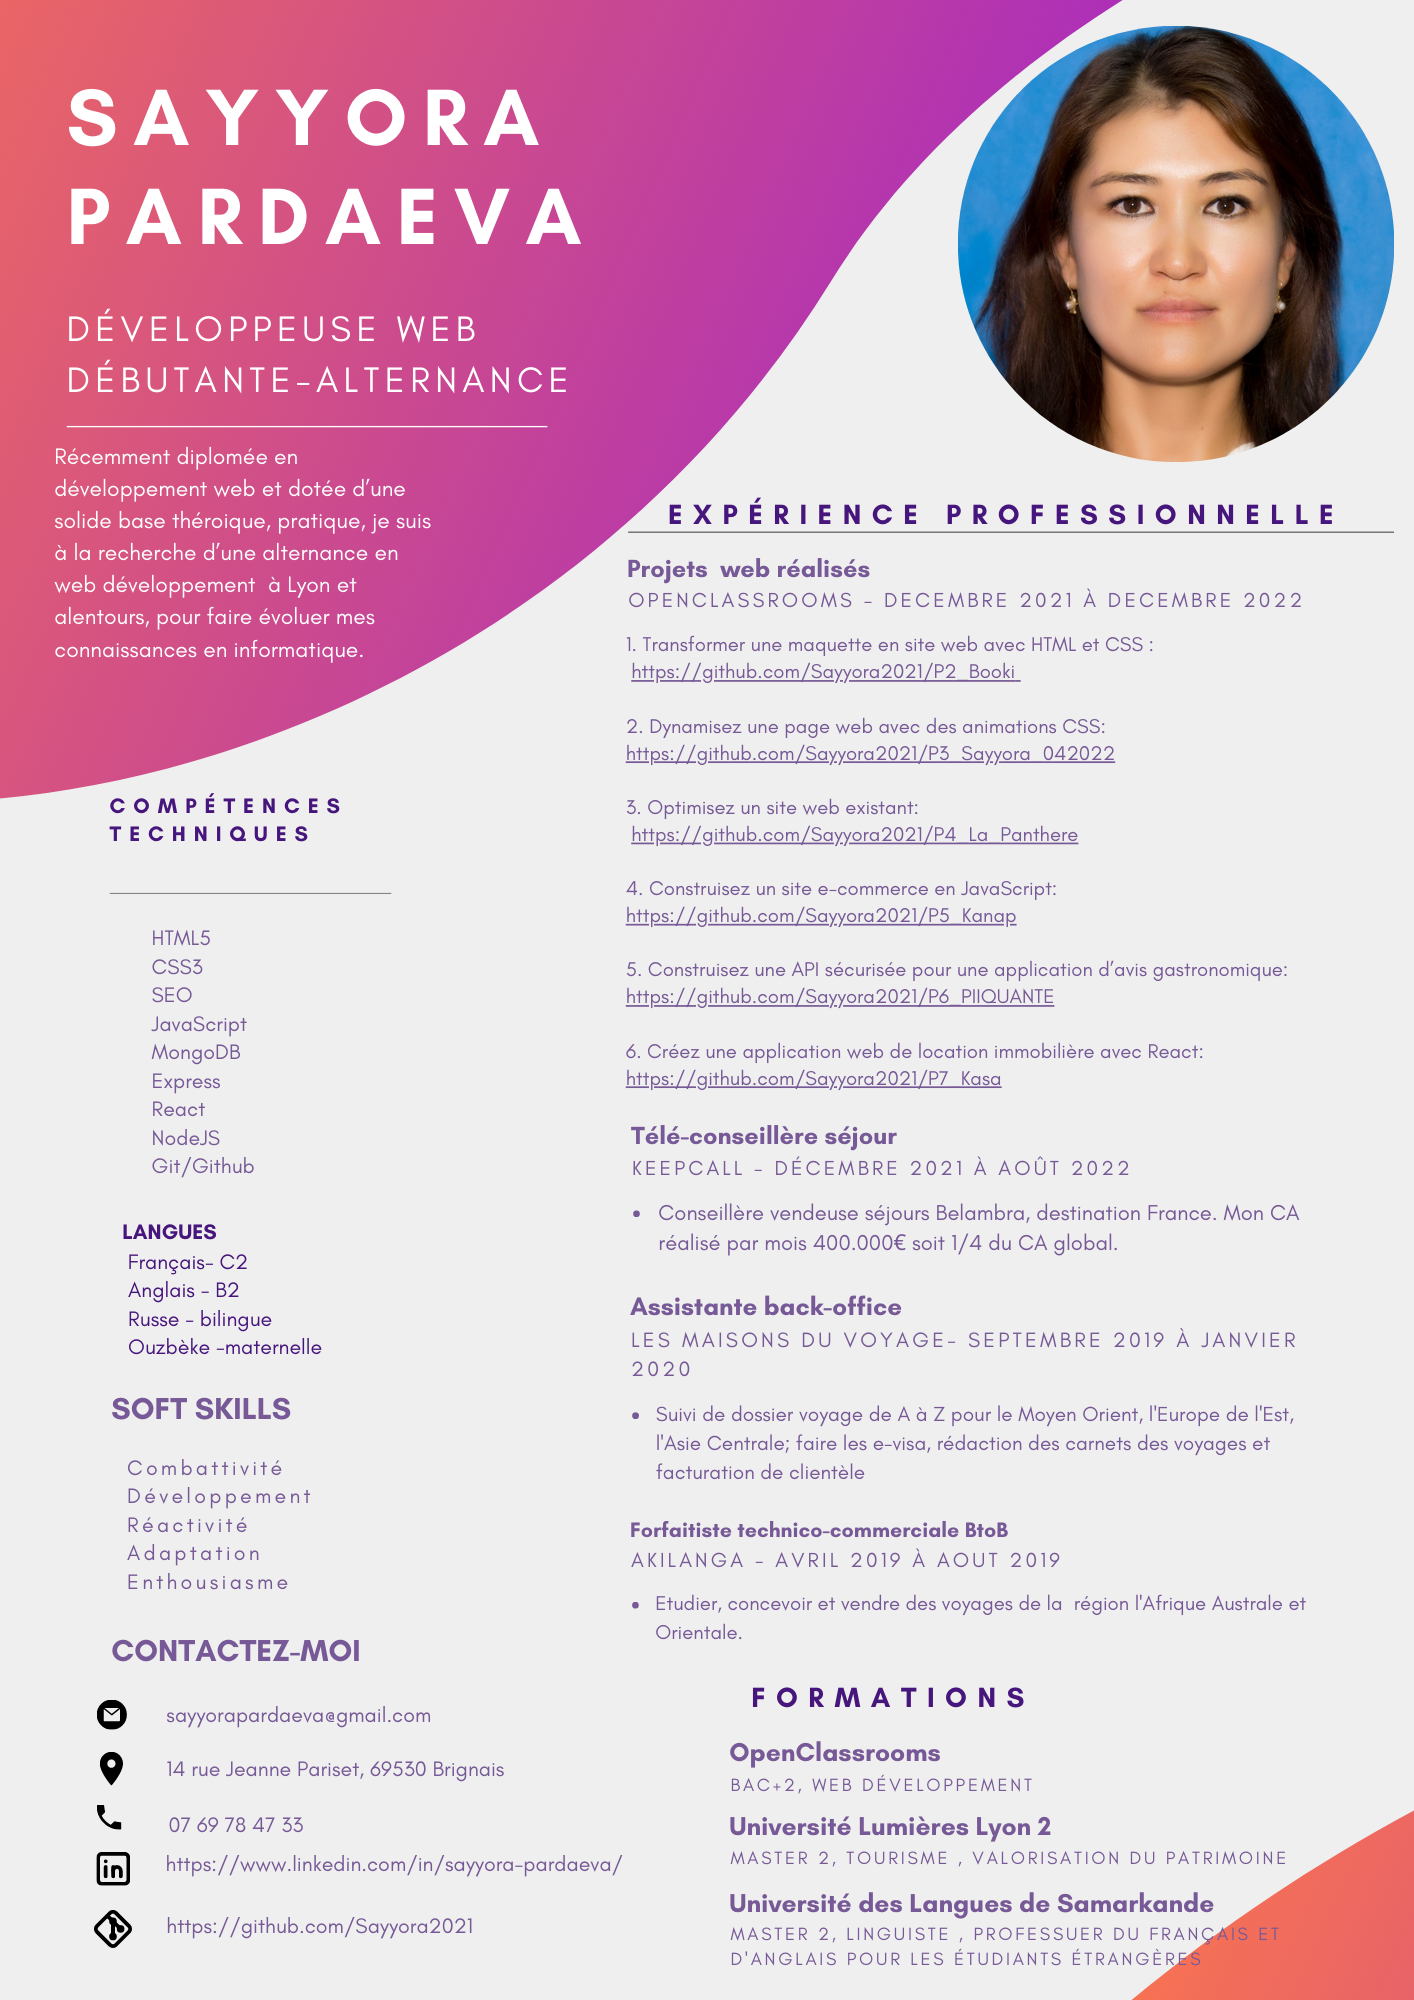 SAYYORA
PARDAEVA
DÉVELOPPEUSE WEB
DÉBUTANTE-ALTERNANCE
Récemment diplomée en
développement web et dotée d’une
solide base théroique, pratique, je suis
à la recherche d’une alternance en
web développement  à Lyon et
alentours, pour faire évoluer mes
connaissances en informatique.
COMPÉTENCES
TECHNIQUES
HTML5
CSS3
SEO
JavaScript
MongoDB
Express
React
NodeJS
Git/Github
LANGUES
Français- C2
Anglais - B2
Russe - bilingue
Ouzbèke -maternelle
SOFT SKILLS
Combattivité
Développement
Réactivité
Adaptation
Enthousiasme
CONTACTEZ-MOI
sayyorapardaeva@gmail.com
14 rue Jeanne Pariset, 69530 Brignais
07 69 78 47 33
https://www.linkedin.com/in/sayyora-pardaeva/
https://github.com/Sayyora2021
EXPÉRIENCE PROFESSIONNELLE
Projets  web réalisés
OPENCLASSROOMS - DECEMBRE 2021 À DECEMBRE 2022
1. Transformer une maquette en site web avec HTML et CSS :
https://github.com/Sayyora2021/P2_Booki
2. Dynamisez une page web avec des animations CSS:
https://github.com/Sayyora2021/P3_Sayyora_042022
3. Optimisez un site web existant:
https://github.com/Sayyora2021/P4_La_Panthere
4. Construisez un site e-commerce en JavaScript:
https://github.com/Sayyora2021/P5_Kanap
5. Construisez une API sécurisée pour une application d’avis gastronomique:
https://github.com/Sayyora2021/P6_PIIQUANTE
6. Créez une application web de location immobilière avec React:
https://github.com/Sayyora2021/P7_Kasa
Télé-conseillère séjour
KEEPCALL - DÉCEMBRE 2021 À AOÛT 2022
• Conseillère vendeuse séjours Belambra, destination France. Mon CA
réalisé par mois 400.000€ soit 1/4 du CA global.
Assistante back-office
LES MAISONS DU VOYAGE- SEPTEMBRE 2019 À JANVIER
2020
• Suivi de dossier voyage de A à Z pour le Moyen Orient, l'Europe de l'Est,
l'Asie Centrale; faire les e-visa, rédaction des carnets des voyages et
facturation de clientèle
Forfaitiste technico-commerciale BtoB
AKILANGA - AVRIL 2019 À AOUT 2019
• Etudier, concevoir et vendre des voyages de la  région l'Afrique Australe et
Orientale.
FORMATIONS
OpenClassrooms
BAC+2, WEB DÉVELOPPEMENT
Université Lumières Lyon 2
MASTER 2, TOURISME , VALORISATION DU PATRIMOINE
Université des Langues de Samarkande
MASTER 2, LINGUISTE , PROFESSUER DU FRANÇAIS ET
D'ANGLAIS POUR LES ÉTUDIANTS ÉTRANGÈRES